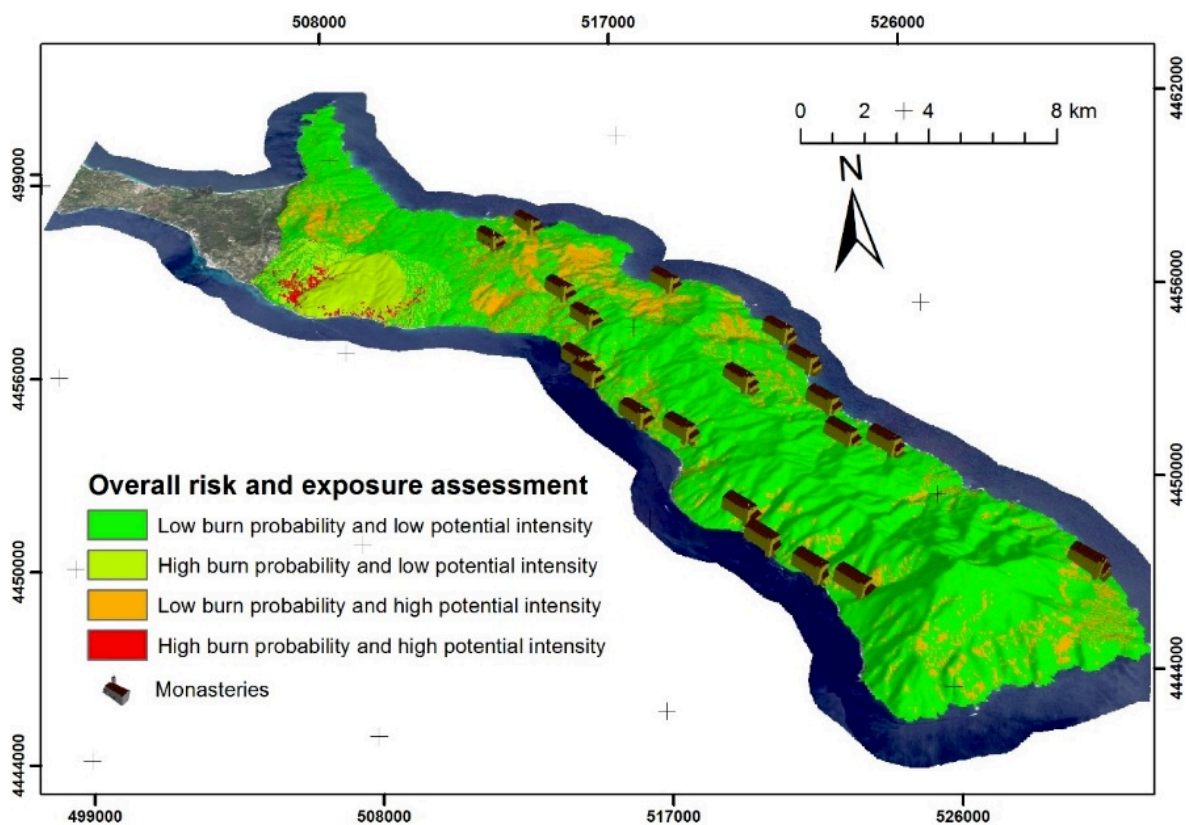 508000
517000
526000
462000
0 2 4 8 km
N
499000
4456000
4456000
4450000
4450000
4444000
4444000
Overall risk and exposure assessment
Low burn probability and low potential intensity
High burn probability and low potential intensity
Low burn probability and high potential intensity
High burn probability and high potential intensity
Monasteries
499000
508000
517000
526000